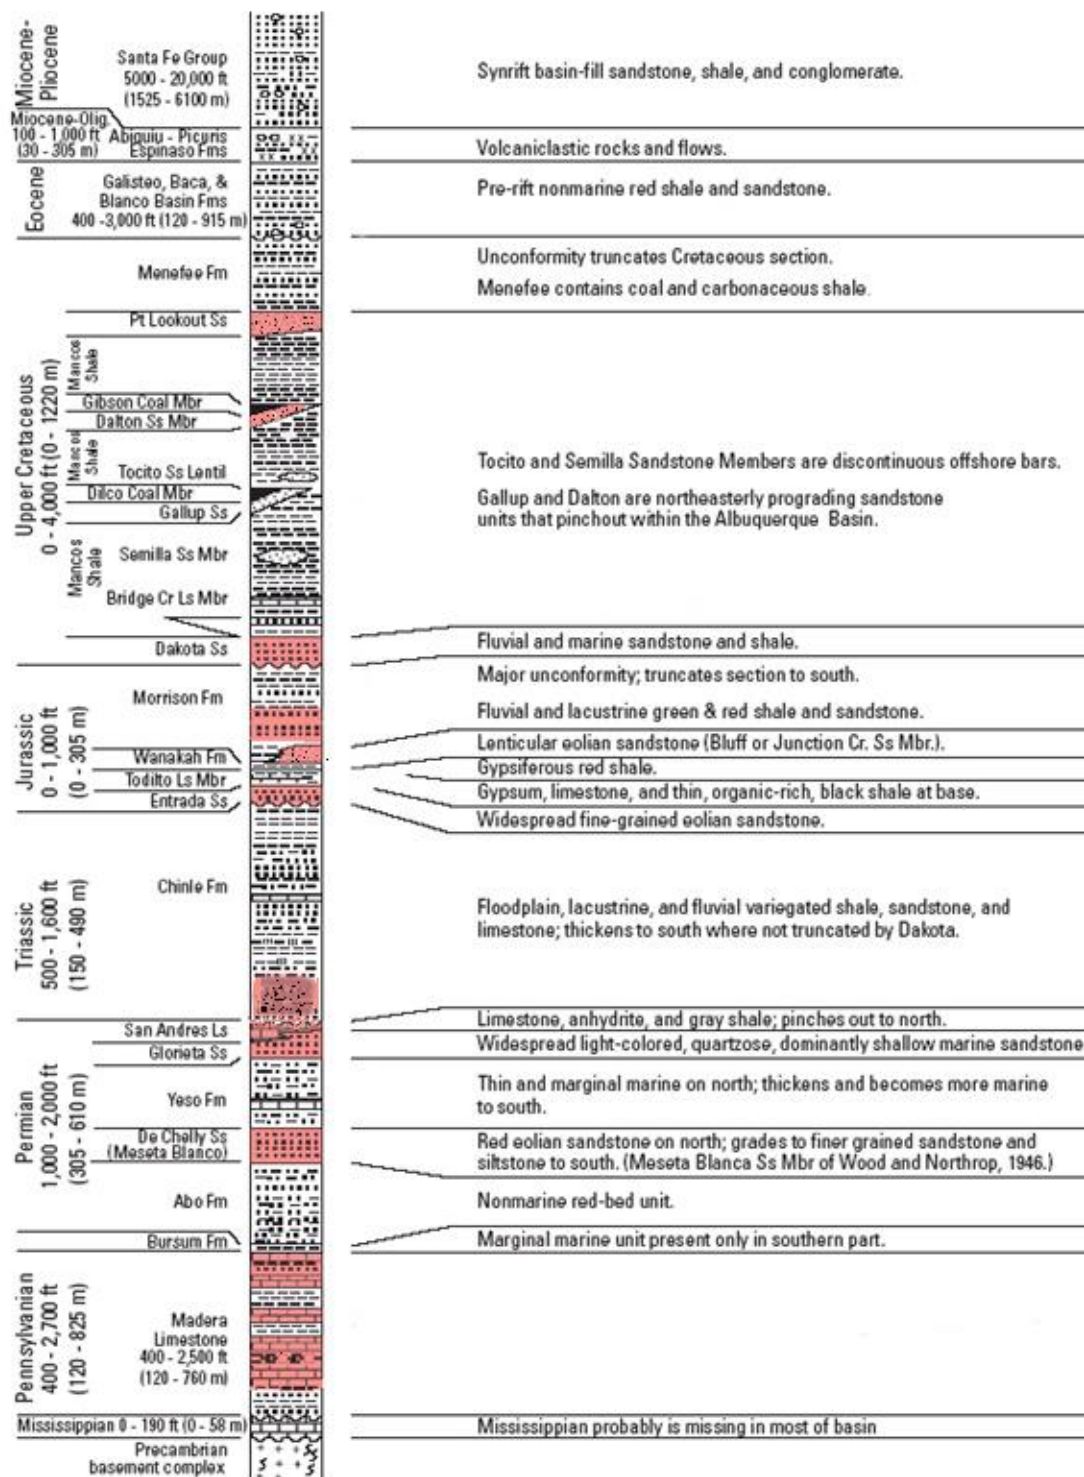 Miocene-
Pliocene
Santa Fe Group
5000 - 20,000 ft
(1525 - 6100 m)
Synrift basin-fill sandstone, shale, and conglomerate.
Miocene-Olig.
100 - 1,000 ft
(30 - 305 m)
Abiquiu - Picuris
Espinaso Fms
Volcaniclastic rocks and flows.
Eocene
Galisteo, Baca, &
Blanco Basin Fms
400 -3,000 ft (120 - 915 m)
Pre-rift nonmarine red shale and sandstone.
Upper Cretaceous
0 - 4,000 ft (0 - 1220 m)
Menefee Fm
Unconformity truncates Cretaceous section.
Menefee contains coal and carbonaceous shale.
Pt Lookout Ss
Mancos
Shale
Gibson Coal Mbr
Dalton Ss Mbr
Mancos
Shale
Tocito Ss Lentil
Tocito and Semilla Sandstone Members are discontinuous offshore bars.
Dilco Coal Mbr
Gallup Ss
Gallup and Dalton are northeasterly prograding sandstone
units that pinchout within the Albuquerque Basin.
Mancos
Shale
Semilla Ss Mbr
Bridge Cr Ls Mbr
Dakota Ss
Fluvial and marine sandstone and shale.
Major unconformity; truncates section to south.
Jurassic
0 - 1,000 ft
(0 - 305 m)
Morrison Fm
Fluvial and lacustrine green & red shale and sandstone.
Lenticular eolian sandstone (Bluff or Junction Cr. Ss Mbr.).
Wanakah Fm
Gypsiferous red shale.
Todilto Ls Mbr
Gypsum, limestone, and thin, organic-rich, black shale at base.
Entrada Ss
Widespread fine-grained eolian sandstone.
Triassic
500 - 1,600 ft
(150 - 490 m)
Chinle Fm
Floodplain, lacustrine, and fluvial variegated shale, sandstone, and
limestone; thickens to south where not truncated by Dakota.
Permian
1,000 - 2,000 ft
(305 - 610 m)
San Andres Ls
Limestone, anhydrite, and gray shale; pinches out to north.
Glorieta Ss
Widespread light-colored, quartzose, dominantly shallow marine sandstone
Yeso Fm
Thin and marginal marine on north; thickens and becomes more marine
to south.
De Chelly Ss
(Meseta Blanco)
Red eolian sandstone on north; grades to finer grained sandstone and
siltstone to south. (Meseta Blanca Ss Mbr of Wood and Northrop, 1946.)
Abo Fm
Nonmarine red-bed unit.
Bursum Fm
Marginal marine unit present only in southern part.
Pennsylvanian
400 - 2,700 ft
(120 - 825 m)
Madera
Limestone
400 - 2,500 ft
(120 - 760 m)
Mississippian 0 - 190 ft (0 - 58 m)
Mississippian probably is missing in most of basin
Precambrian
basement complex